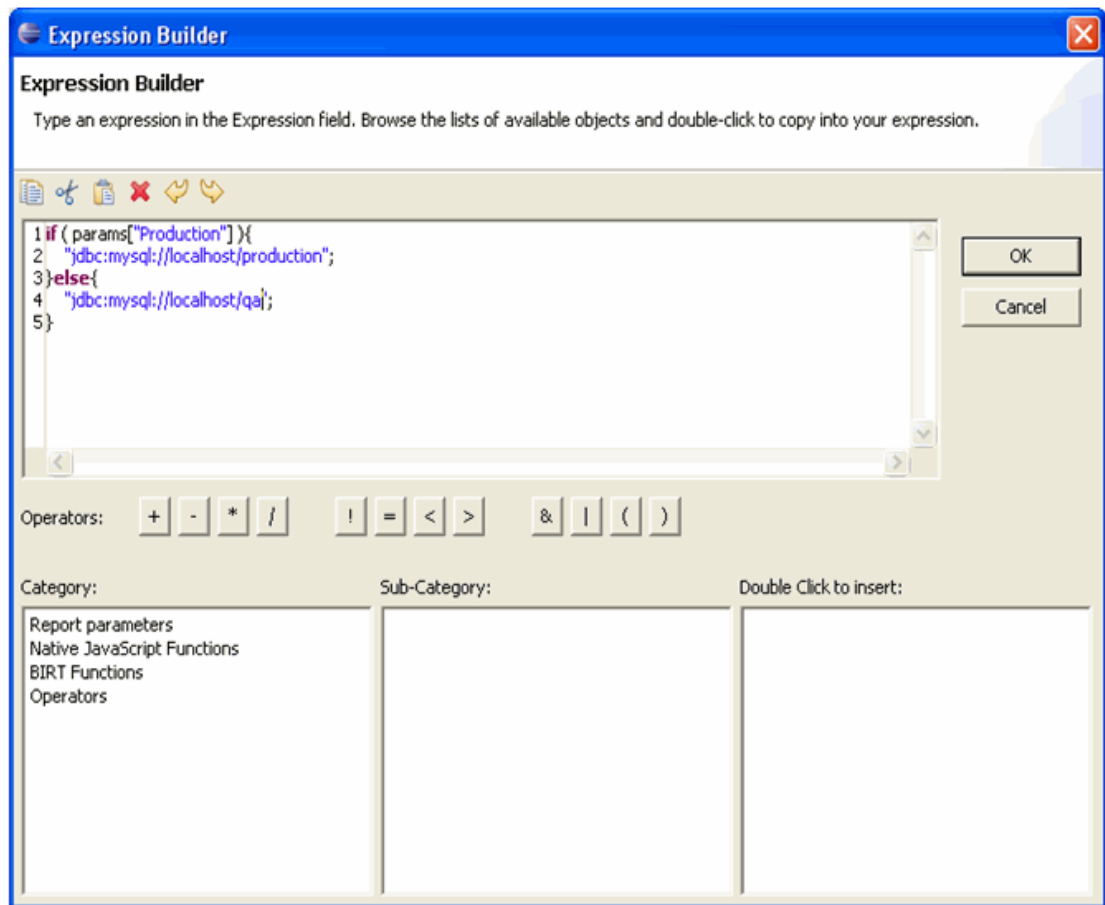 Expression Builder
Expression Builder
Type an expression in the Expression field. Browse the lists of available objects and double-click to copy into your expression.
1 if ( params["Production"] ){
2 "jdbc:mysql://localhost/production";
3 }else{
4 "jdbc:mysql://localhost/qa";
5 }
OK
Cancel
Operators: + - * / ! = < > & | ( )
Category: Sub-Category: Double Click to insert:
Report parameters
Native JavaScript Functions
BIRT Functions
Operators